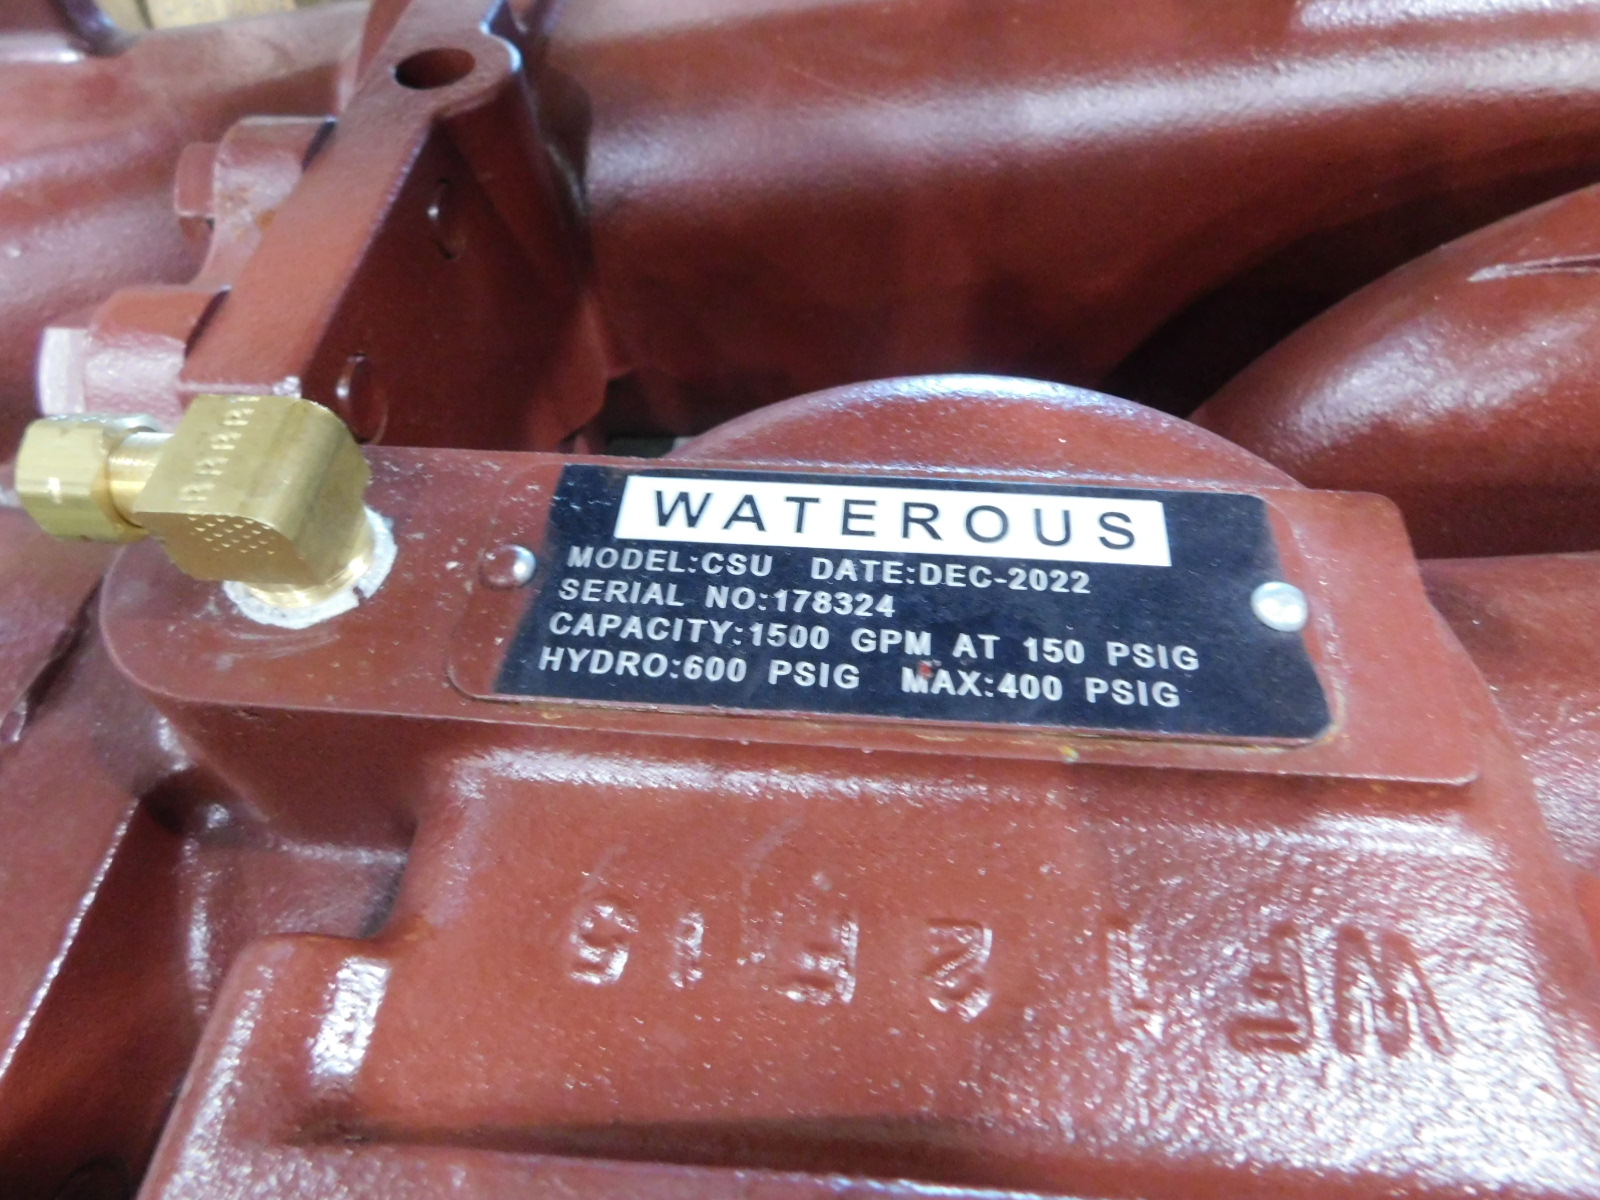 WATEROUS
MODEL:CSU DATE:DEC-2022
SERIAL NO:178324
CAPACITY:1500 GPM AT 150 PSIG
HYDRO:600 PSIG MAX:400 PSIG